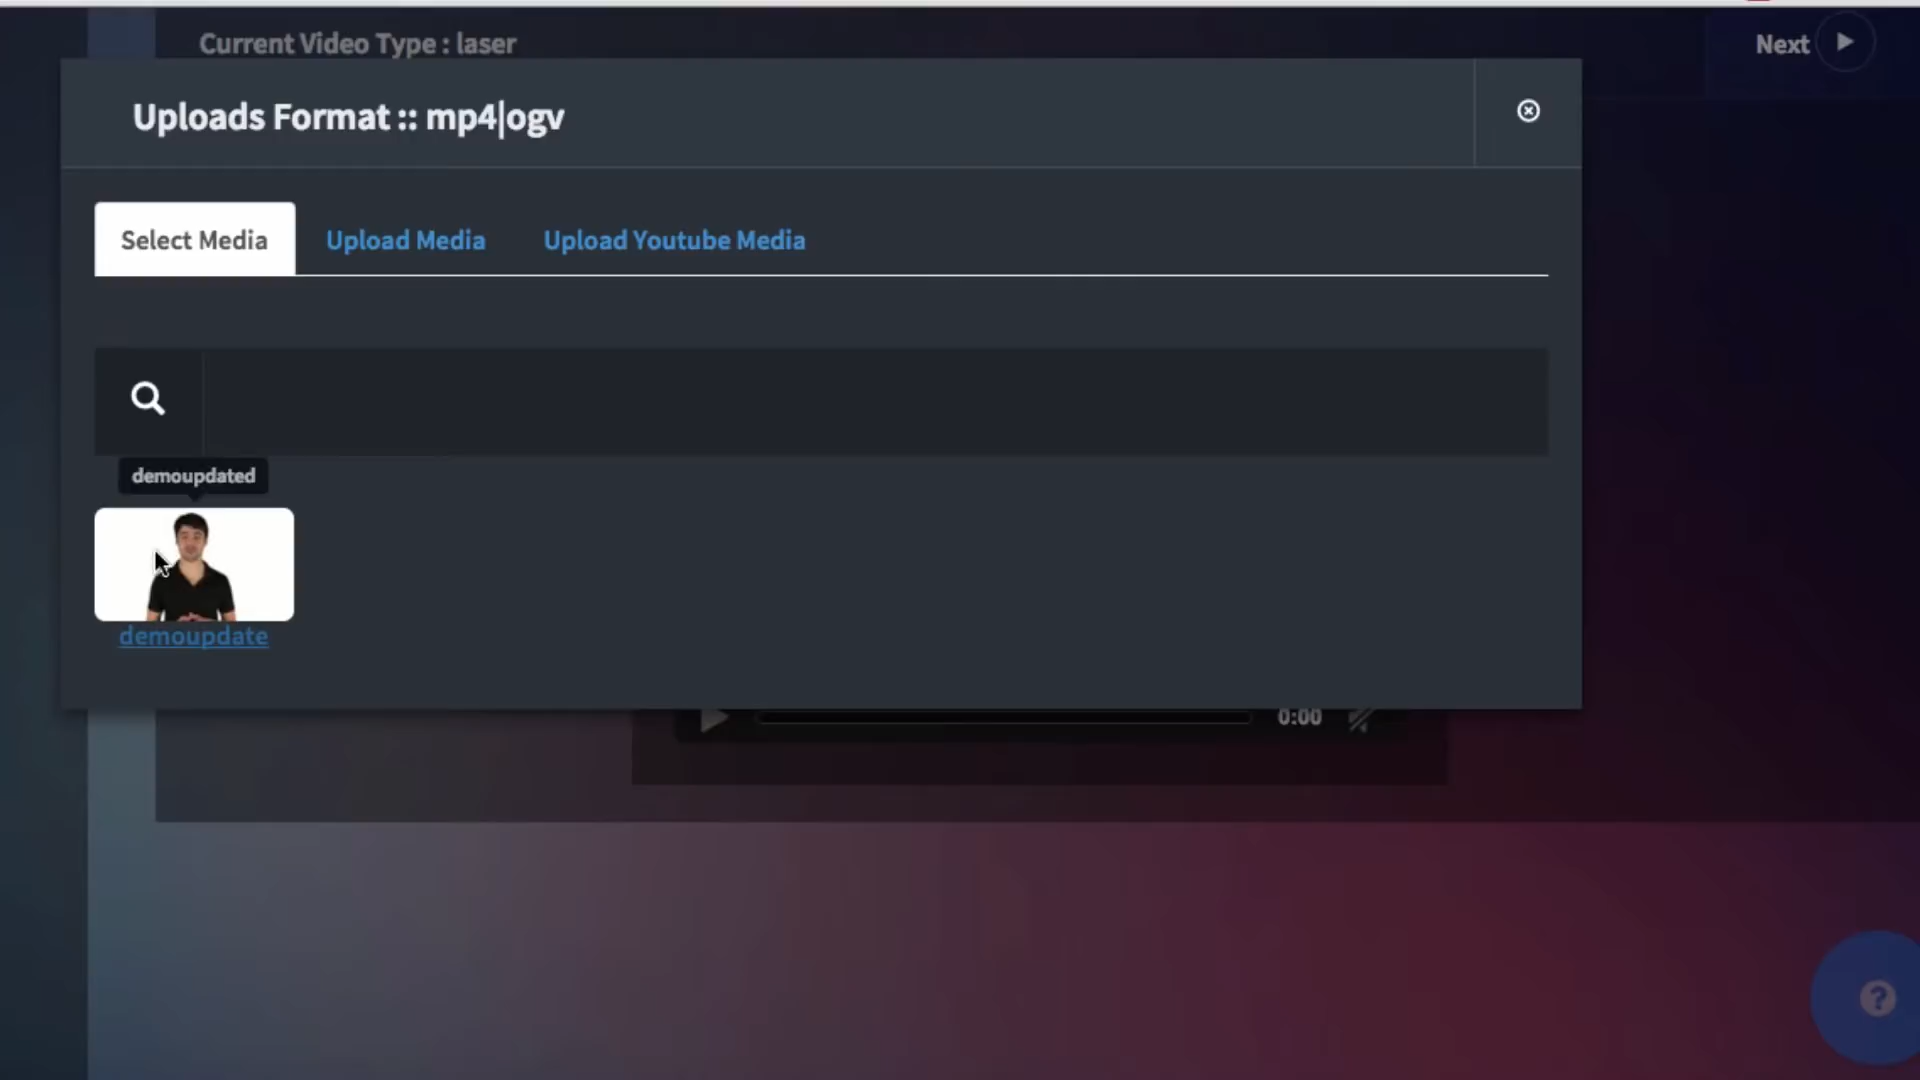 Current Video Type : laser
Next
Uploads Format :: mp4|ogv
Select Media
Upload Media
Upload Youtube Media
demoupdated
demoupdate
0:00
?